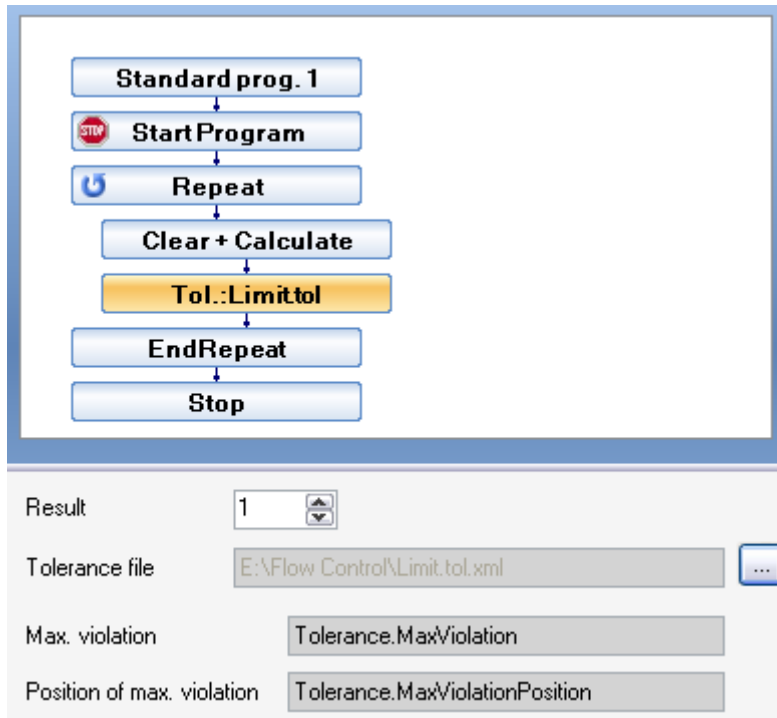 Standard prog. 1
STOP StartProgram
Repeat
Clear + Calculate
Tol.:Limit.tol
EndRepeat
Stop
Result 1
Tolerance file E:\Flow Control\Limit.tol.xml ...
Max. violation Tolerance.MaxViolation
Position of max. violation Tolerance.MaxViolationPosition